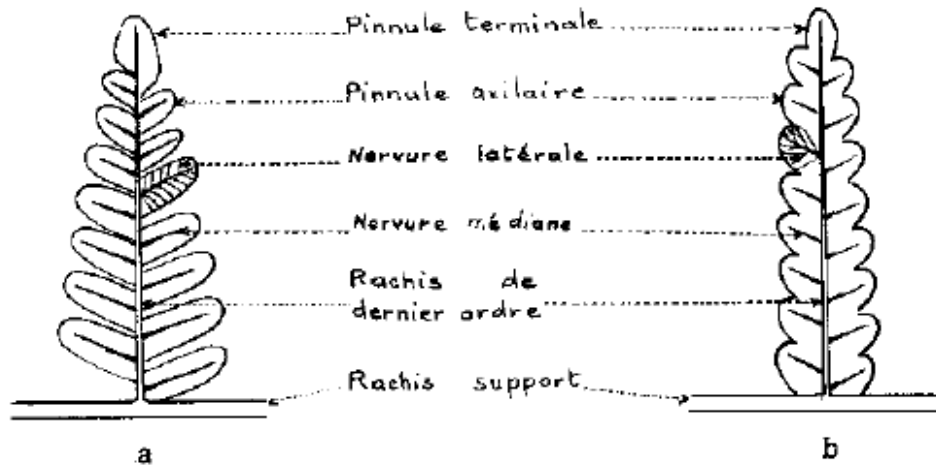 Pinnule terminale
Pinnule axilaire
Nervure latérale
Nervure médiane
Rachis de
dernier ordre
Rachis support
a
b